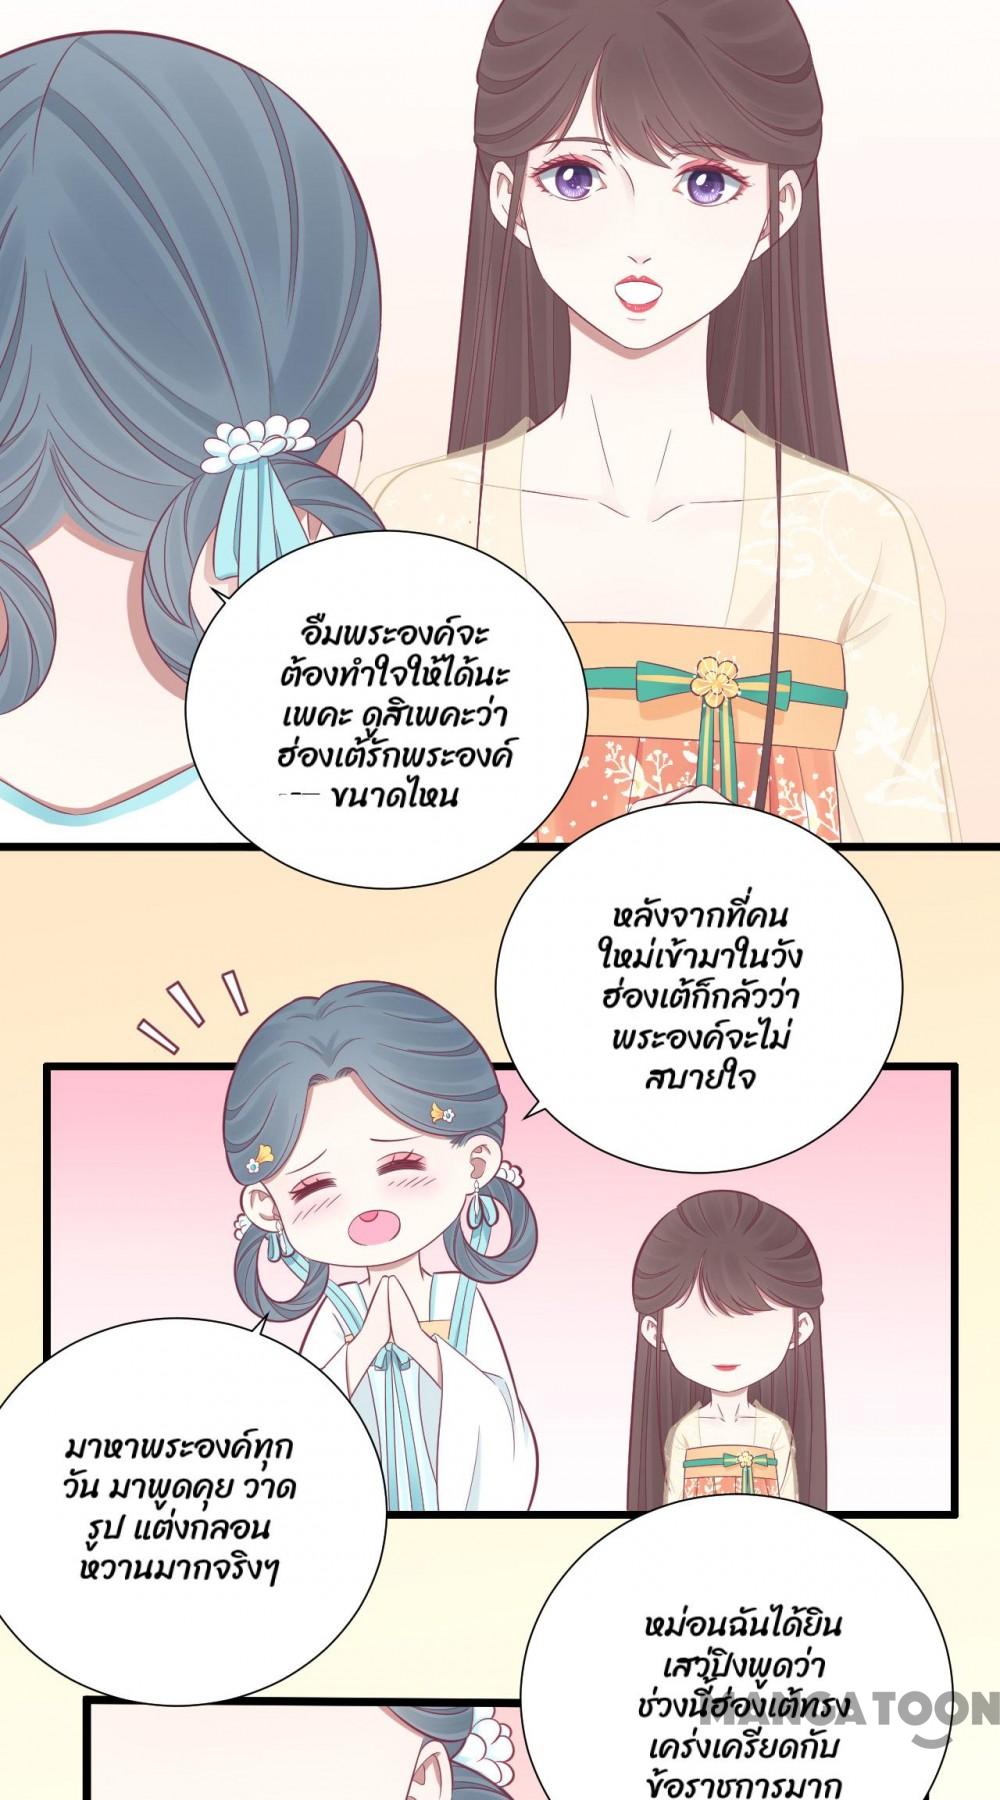 อืมพระองค์จะ
ต้องทำใจให้ได้นะ
เพคะ ดูสิเพคะว่า
ฮ่องเต้รักพระองค์
ขนาดไหน
หลังจากที่คน
ใหม่เข้ามาในวัง
ฮ่องเต้ก็กลัวว่า
พระองค์จะไม่
สบายใจ
มาหาพระองค์ทุก
วัน มาพูดคุย วาด
รูป แต่งกลอน
หวานมากจริงๆ
หม่อนฉันได้ยิน
เสว่ปิงพูดว่า
ช่วงนี้ฮ่องเต้ทรง
เคร่งเครียดกับ
ข้อราชการมาก
MANGATOON